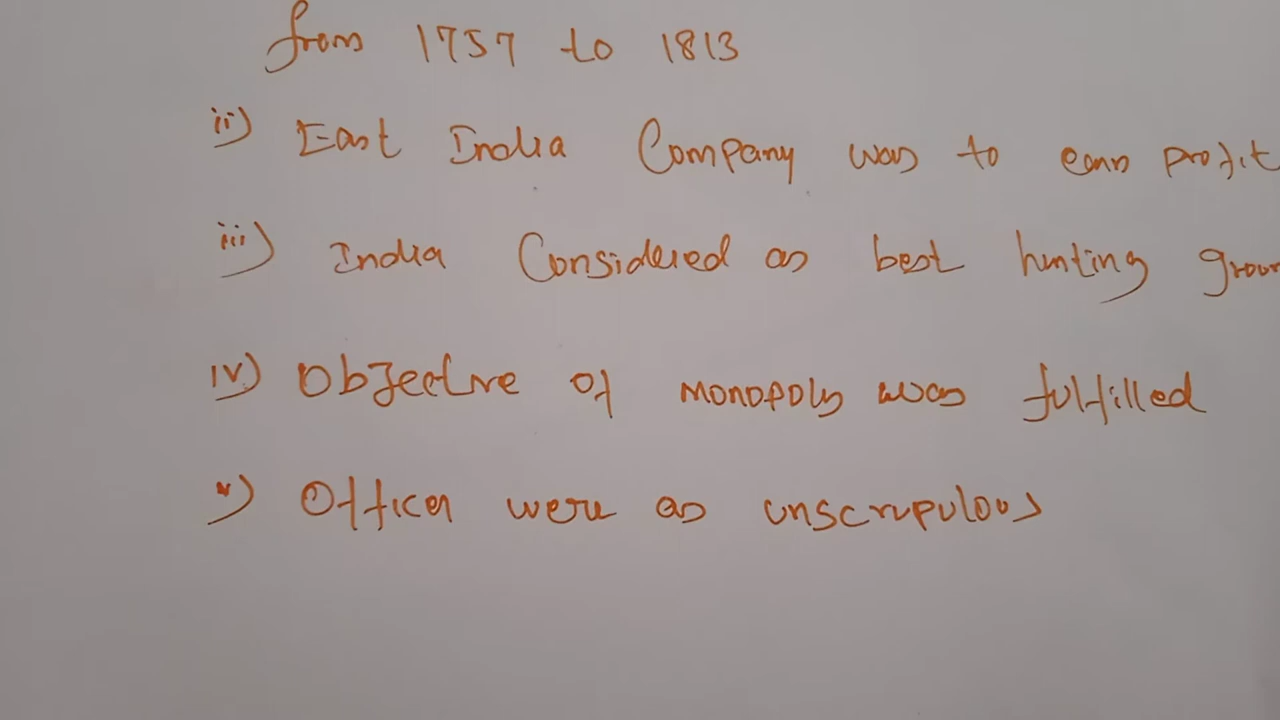 from 1757 to 1813
ii) East India Company was to earn profit
iii) India Considered as best hunting groun
iv) Objective of monopoly was fulfilled
v) Officer were as unscrupulous